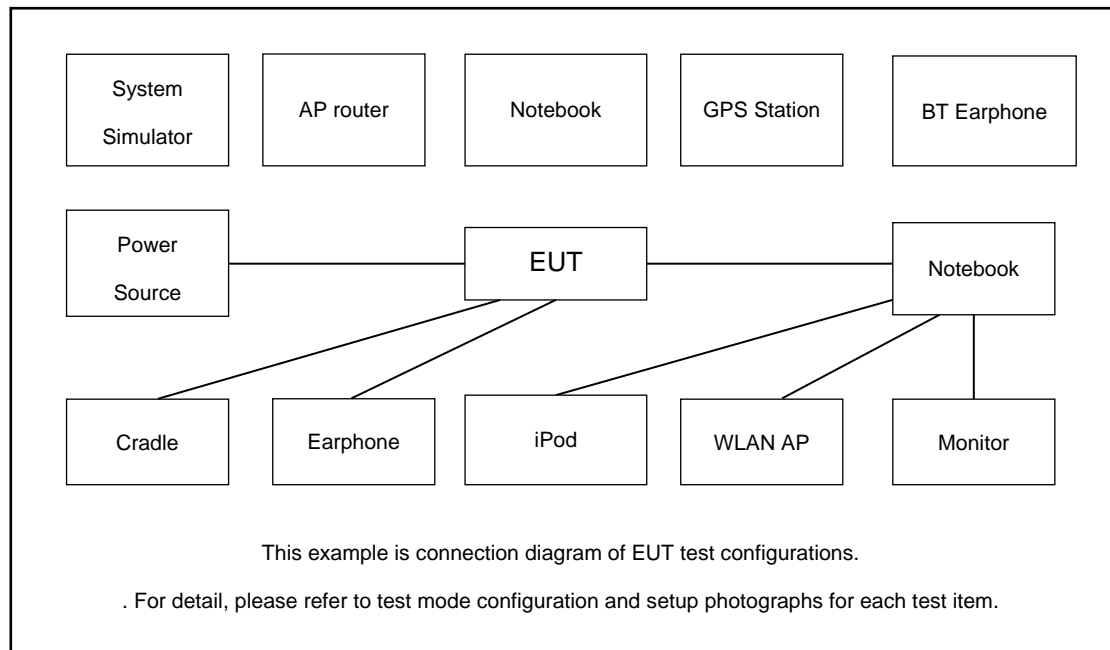 System
Simulator
AP router
Notebook
GPS Station
BT Earphone
Power
Source
EUT
Notebook
Cradle
Earphone
iPod
WLAN AP
Monitor
This example is connection diagram of EUT test configurations.
. For detail, please refer to test mode configuration and setup photographs for each test item.